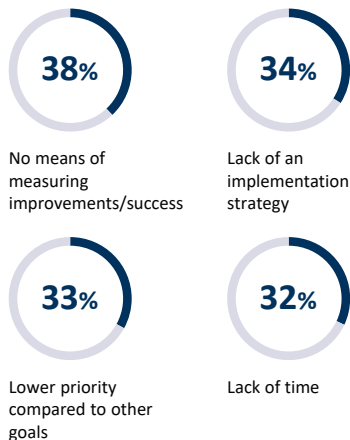 38%
No means of
measuring
improvements/success
34%
Lack of an
implementation
strategy
33%
Lower priority
compared to other
goals
32%
Lack of time